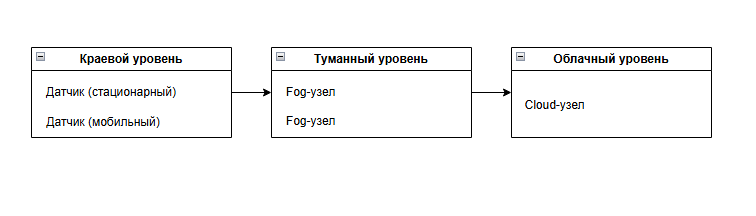 Краевой уровень
Датчик (стационарный)
Датчик (мобильный)
Туманный уровень
Fog-узел
Fog-узел
Облачный уровень
Cloud-узел